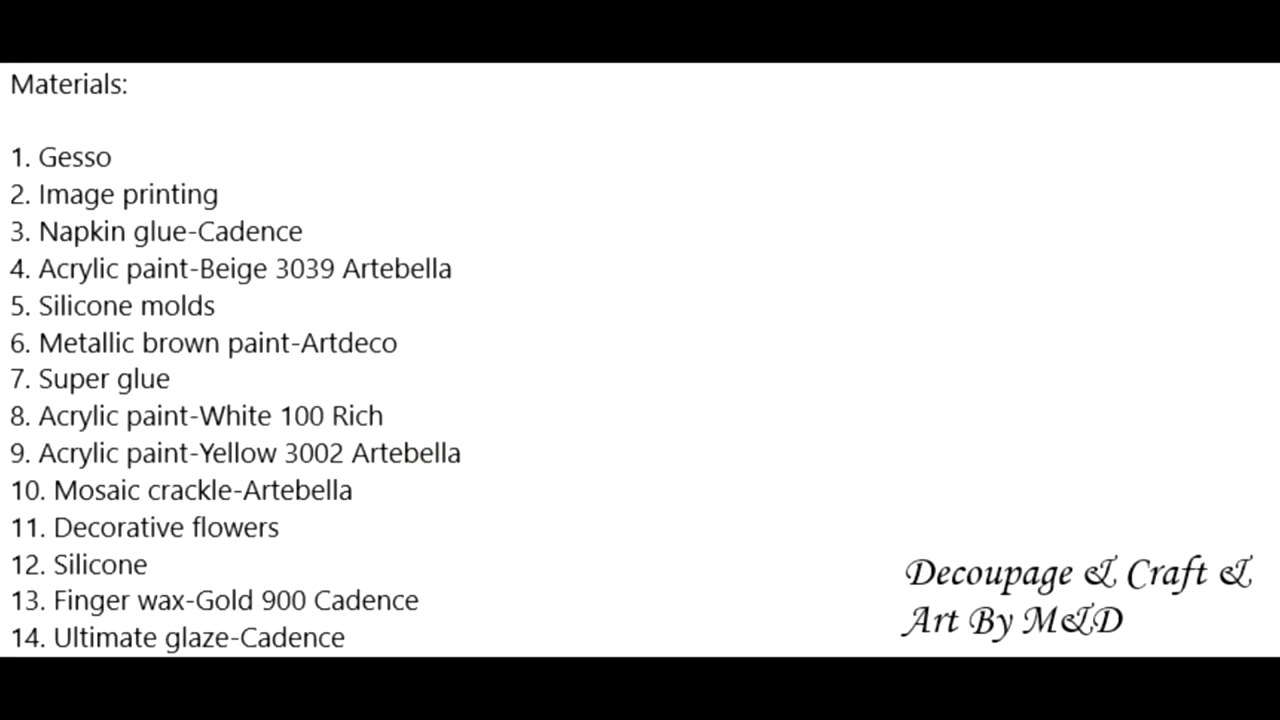 Materials:
1. Gesso
2. Image printing
3. Napkin glue-Cadence
4. Acrylic paint-Beige 3039 Artebella
5. Silicone molds
6. Metallic brown paint-Artdeco
7. Super glue
8. Acrylic paint-White 100 Rich
9. Acrylic paint-Yellow 3002 Artebella
10. Mosaic crackle-Artebella
11. Decorative flowers
12. Silicone
13. Finger wax-Gold 900 Cadence
14. Ultimate glaze-Cadence
Decoupage & Craft &
Art By M&D